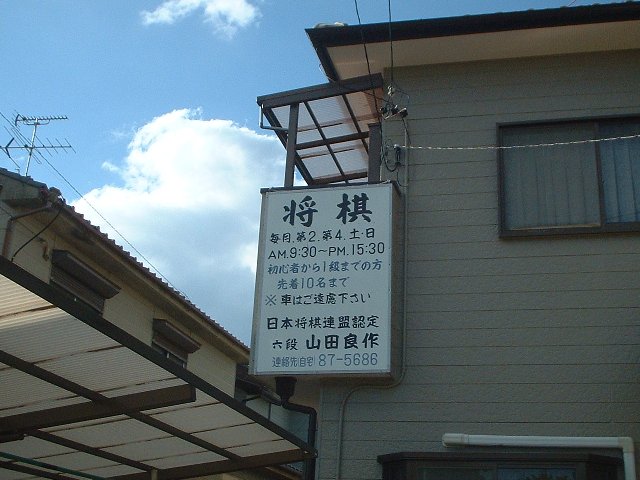 将棋
毎月.第2.第4.土・日
AM.9:30～PM.15:30
初心者から1級までの方
先着10名まで
※ 車はご遠慮下さい
日本将棋連盟認定
六段 山田良作
連絡先(自宅) 87-5686